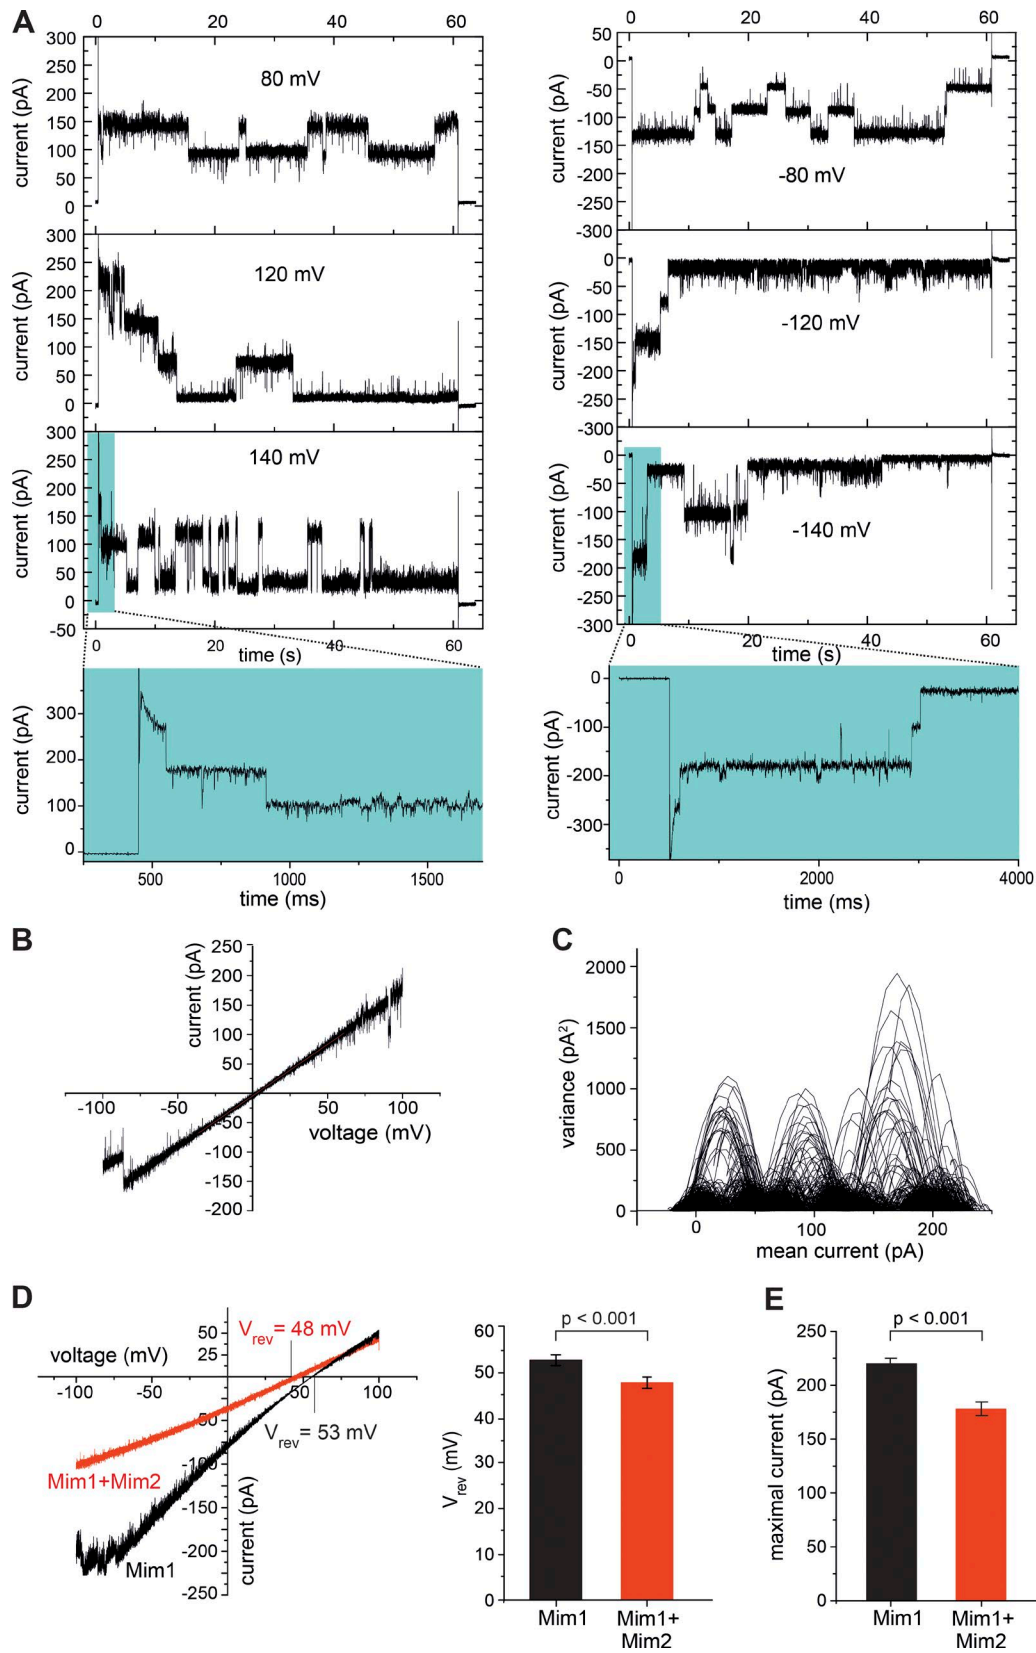 A
0 20 40 60
300
250
200
150
100
50
0
current (pA)
80 mV
300
250
200
150
100
50
0
current (pA)
120 mV
300
250
200
150
100
50
0
-50
current (pA)
140 mV
0 20 40 60
time (s)
300
200
100
0
current (pA)
500 1000 1500
time (ms)
0 20 40 60
50
0
-50
-100
-150
-200
-250
-300
current (pA)
-80 mV
0
-50
-100
-150
-200
-250
-300
current (pA)
-120 mV
0
-50
-100
-150
-200
-250
-300
current (pA)
-140 mV
0 20 40 60
time (s)
0
-100
-200
-300
current (pA)
0 2000 4000
time (ms)
B
250
200
150
100
50
-50
-100
-150
-200
current (pA)
-100 -50 50 100
voltage (mV)
C
2000
1500
1000
500
0
variance (pA²)
0 100 200
mean current (pA)
D
voltage (mV)
50
25
-100 -50 50 100
-50
-100
-150
-200
-250
current (pA)
Vrev= 48 mV
Vrev= 53 mV
Mim1+Mim2
Mim1
p < 0.001
60
50
40
30
20
10
0
Vrev (mV)
Mim1 Mim1+
Mim2
E
p < 0.001
250
200
150
100
50
0
maximal current (pA)
Mim1 Mim1+
Mim2